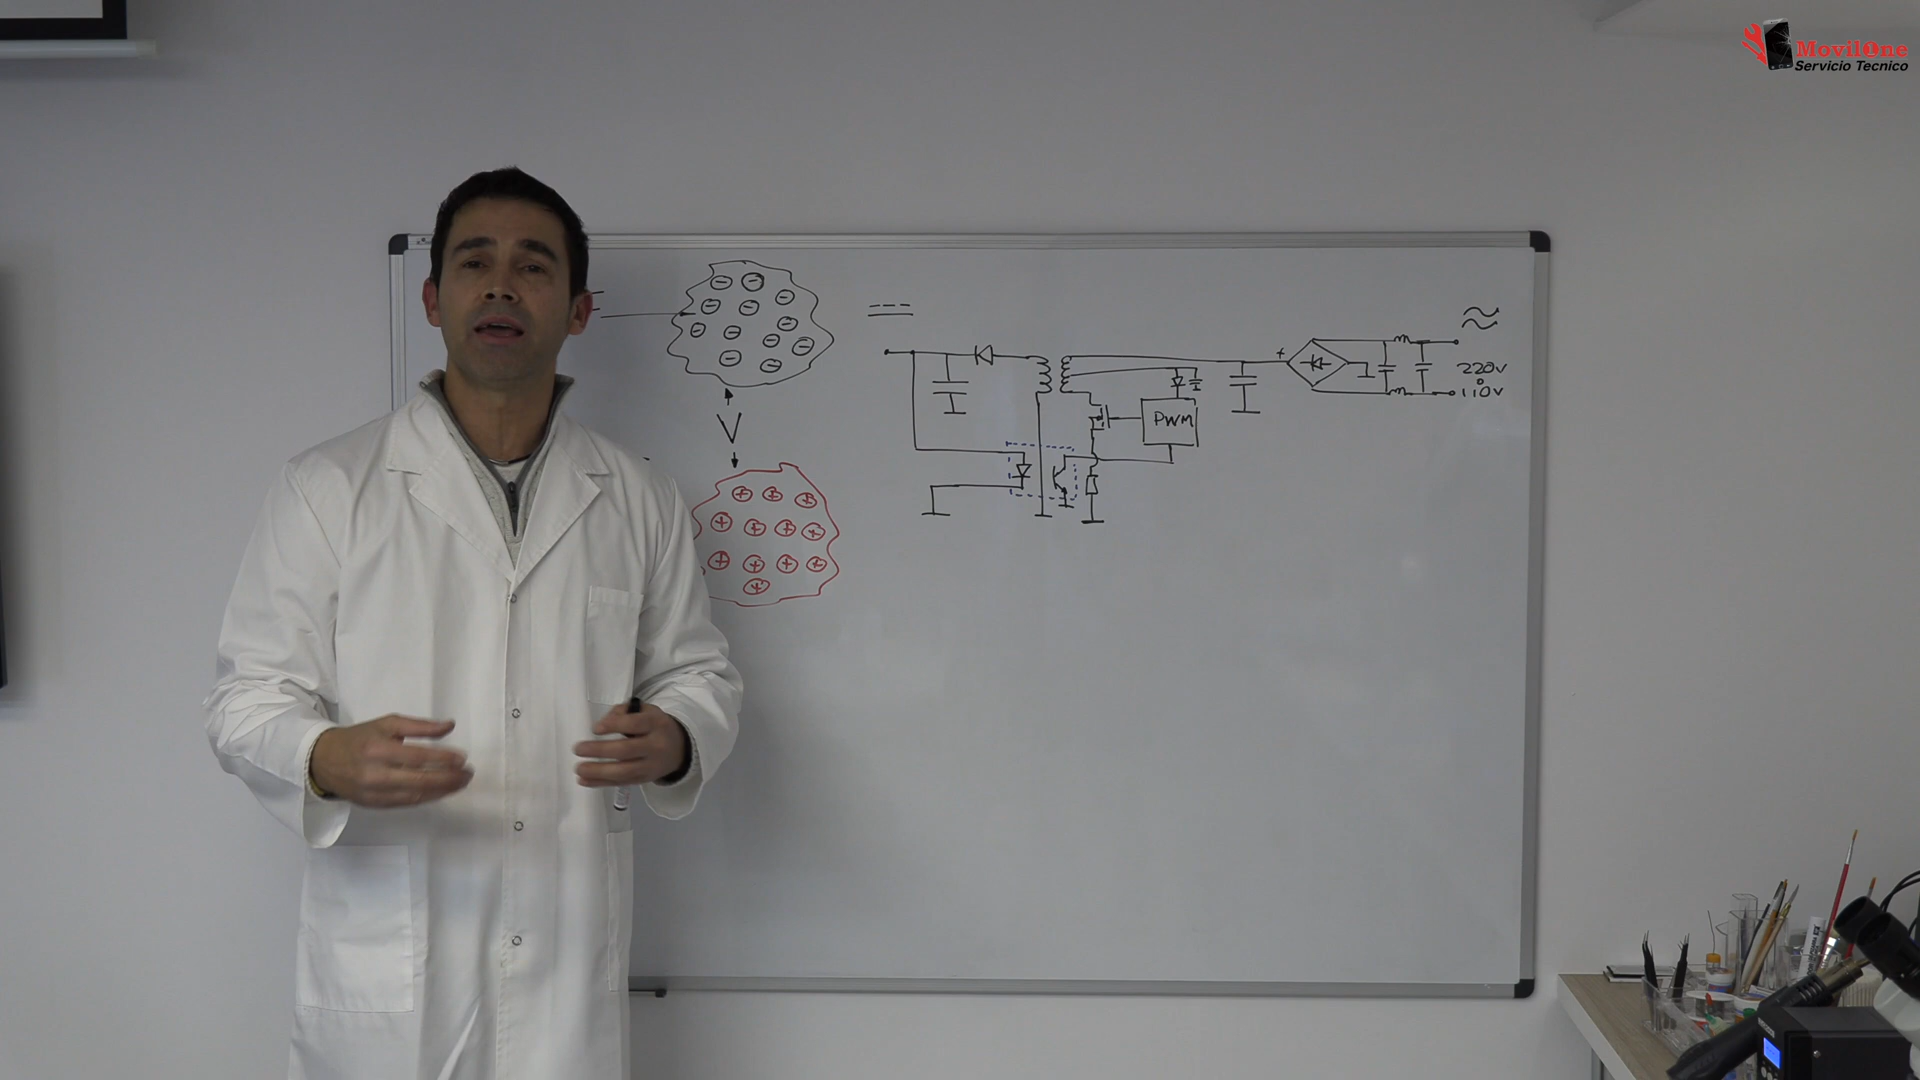 MovilOne
Servicio Tecnico
V
+
PWM
220V
o
110V